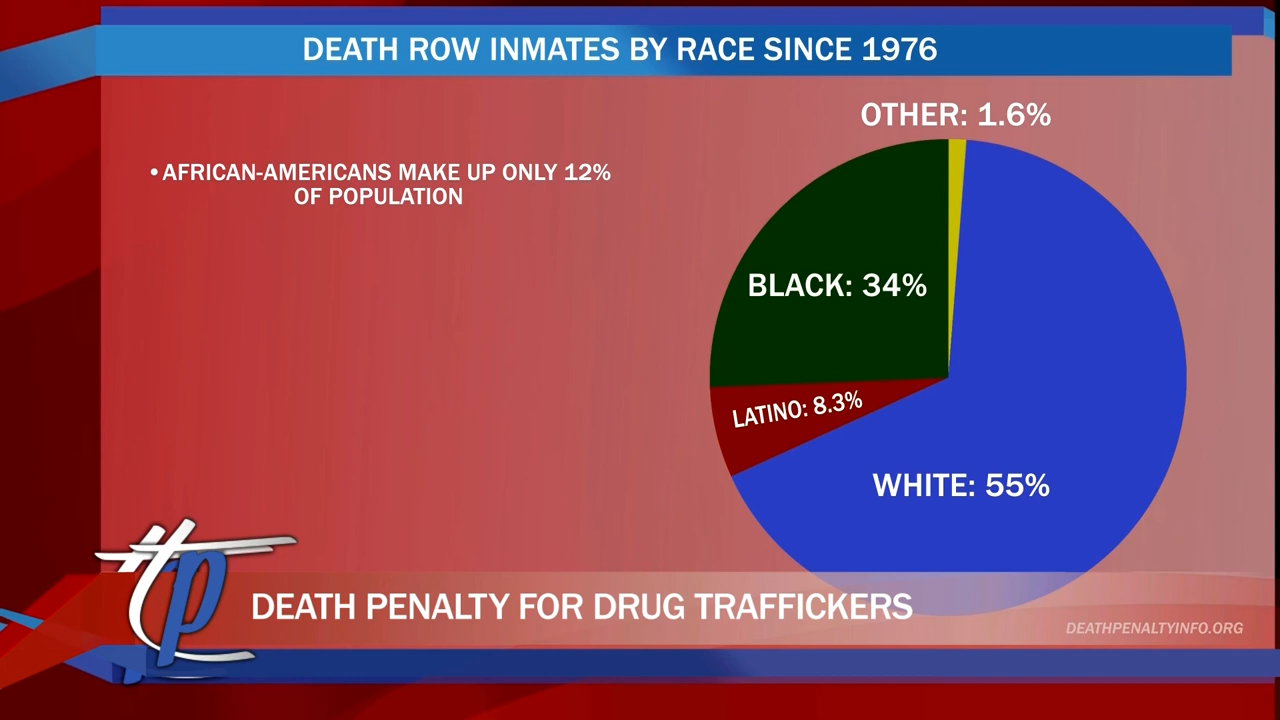 DEATH ROW INMATES BY RACE SINCE 1976
• AFRICAN-AMERICANS MAKE UP ONLY 12%
OF POPULATION
OTHER: 1.6%
BLACK: 34%
LATINO: 8.3%
WHITE: 55%
tp
DEATH PENALTY FOR DRUG TRAFFICKERS
DEATHPENALTYINFO.ORG